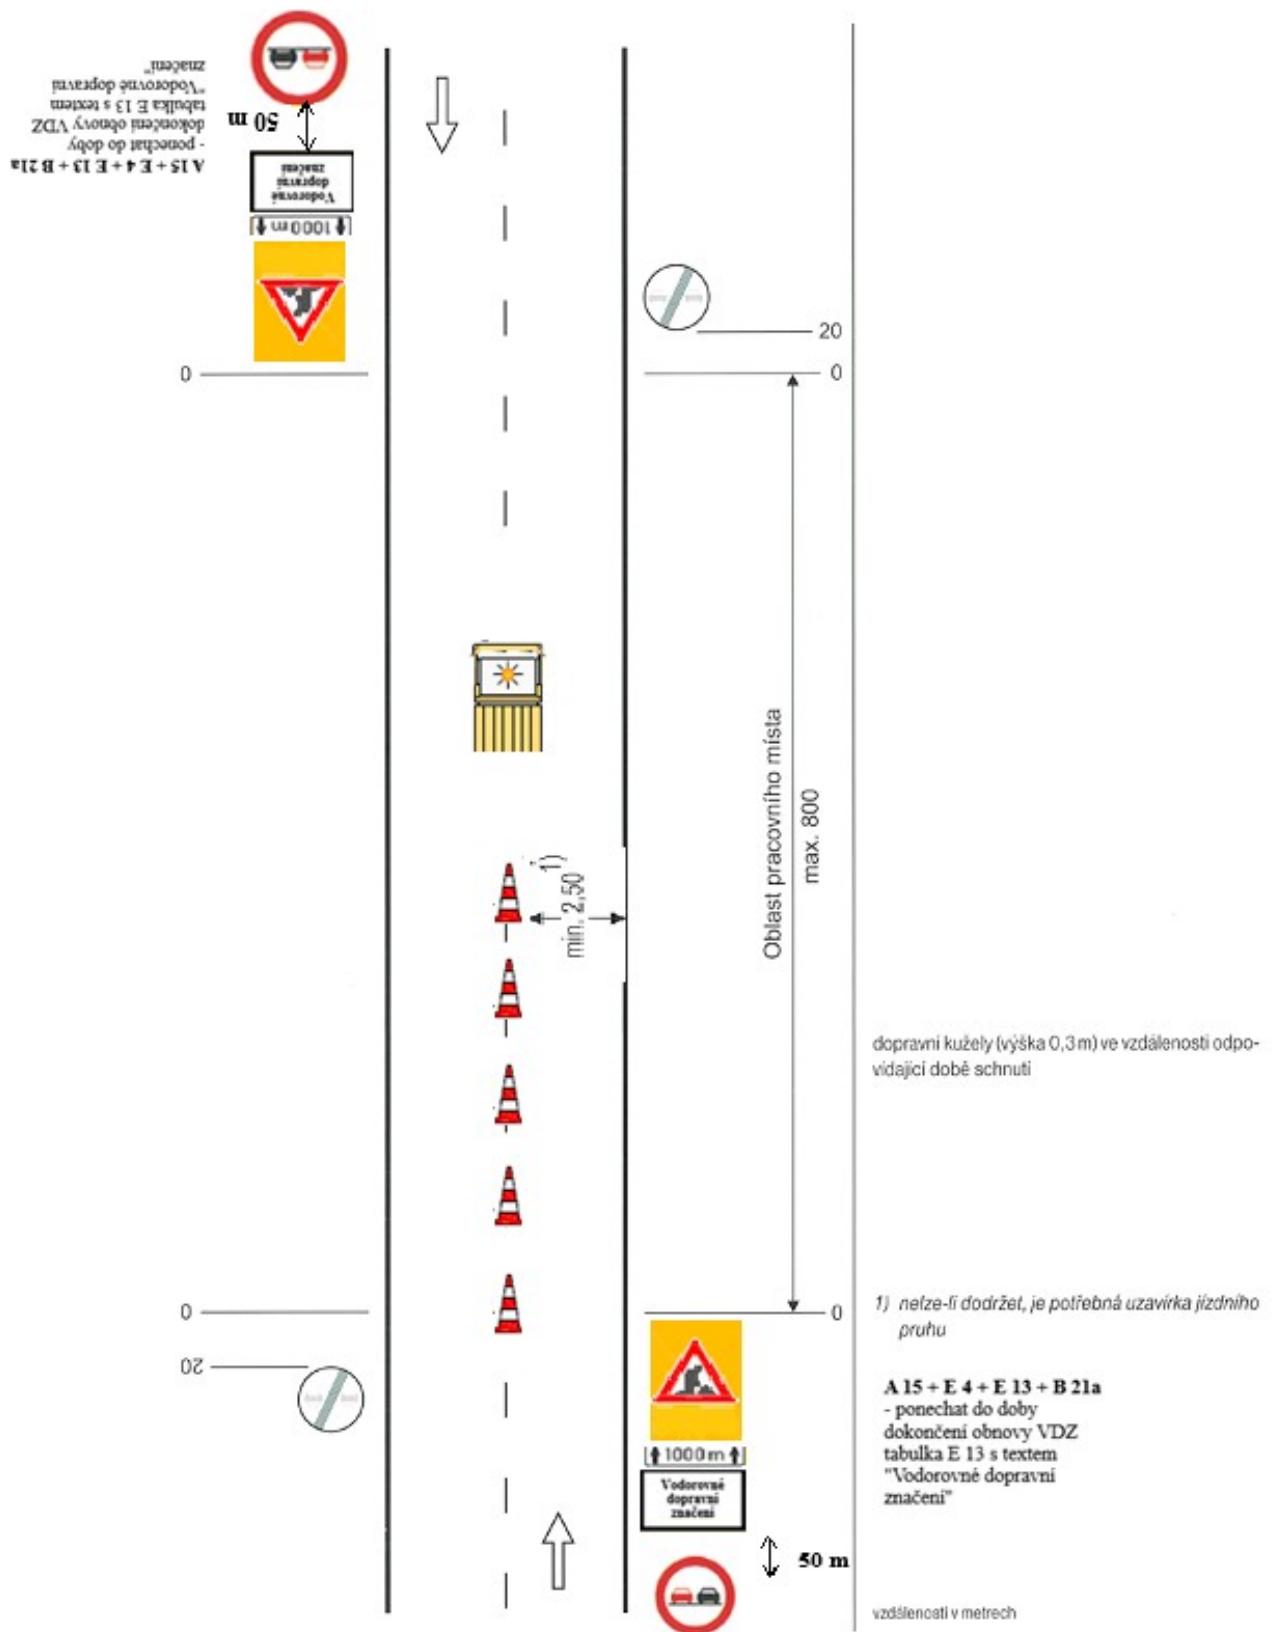 A 15 + E 4 + E 13 + B 21a
- ponechat do doby
dokončení obnovy VDZ
tabulka E 13 s textem
"Vodorovné dopravní
značení"
50 m
Vodorovné
dopravní
značení
1000 m
0
20
0
Oblast pracovního místa
max. 800
1)
min. 2,50
dopravní kužely (výška 0,3 m) ve vzdálenosti odpo-
vídající době schnutí
0
20
0
1) nelze-li dodržet, je potřebná uzavírka jízdního
pruhu
A 15 + E 4 + E 13 + B 21a
- ponechat do doby
dokončení obnovy VDZ
tabulka E 13 s textem
"Vodorovné dopravní
značení"
1000 m
Vodorovné
dopravní
značení
50 m
vzdálenosti v metrech